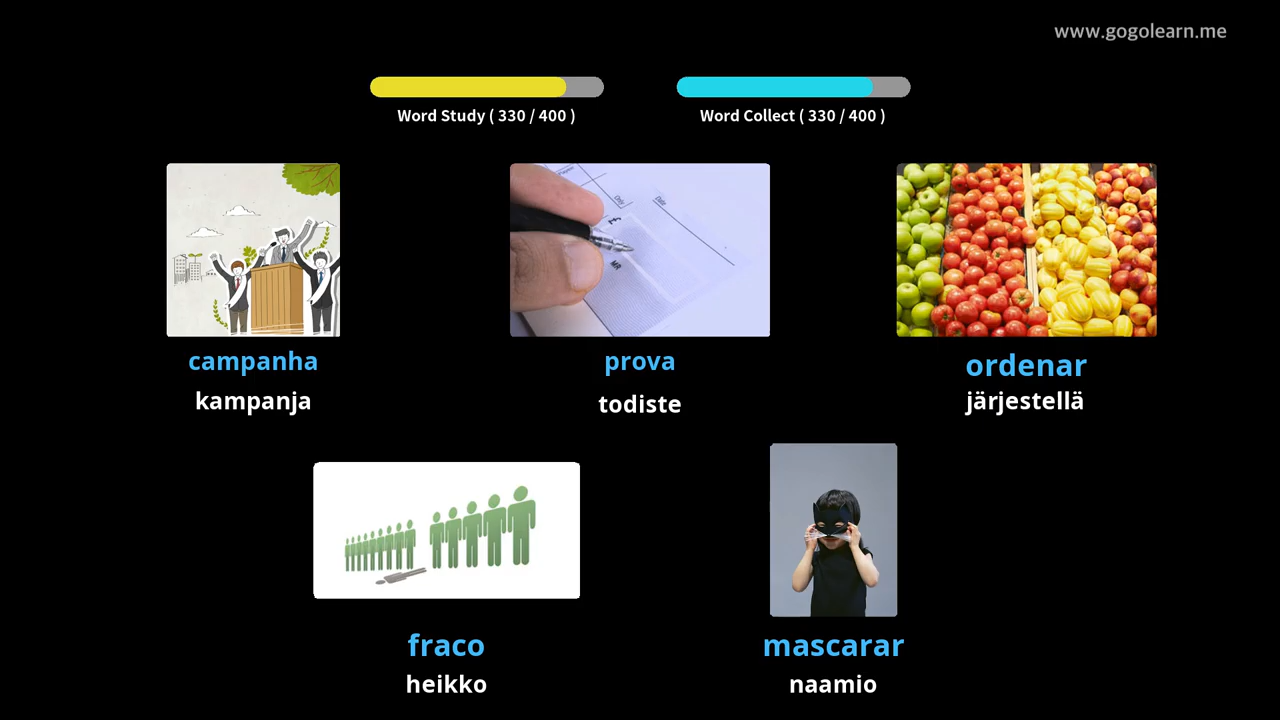 www.gogolearn.me
Word Study ( 330 / 400 )
Word Collect ( 330 / 400 )
campanha
kampanja
prova
todiste
ordenar
järjestellä
fraco
heikko
mascarar
naamio